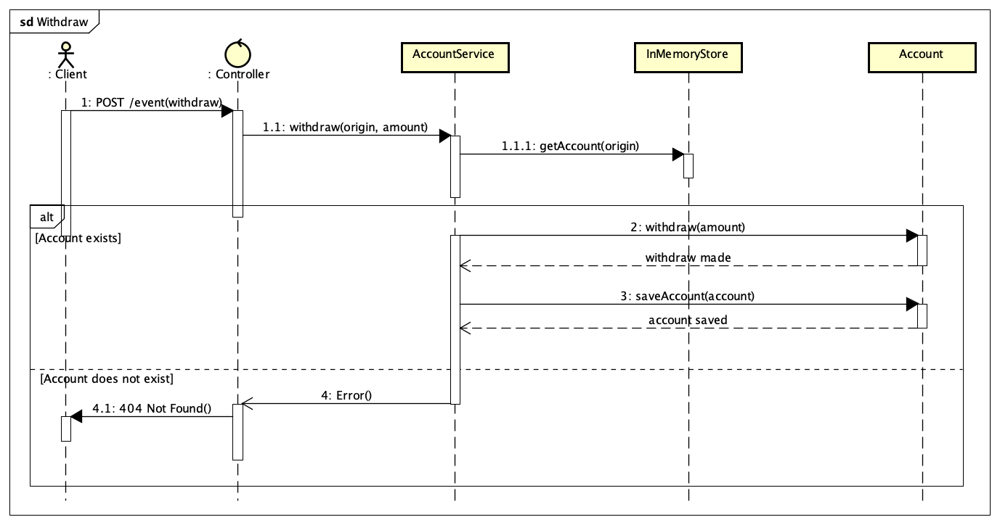 sd Withdraw
: Client
: Controller
AccountService
InMemoryStore
Account
1: POST /event(withdraw)
1.1: withdraw(origin, amount)
1.1.1: getAccount(origin)
alt
[Account exists]
2: withdraw(amount)
withdraw made
3: saveAccount(account)
account saved
[Account does not exist]
4: Error()
4.1: 404 Not Found()